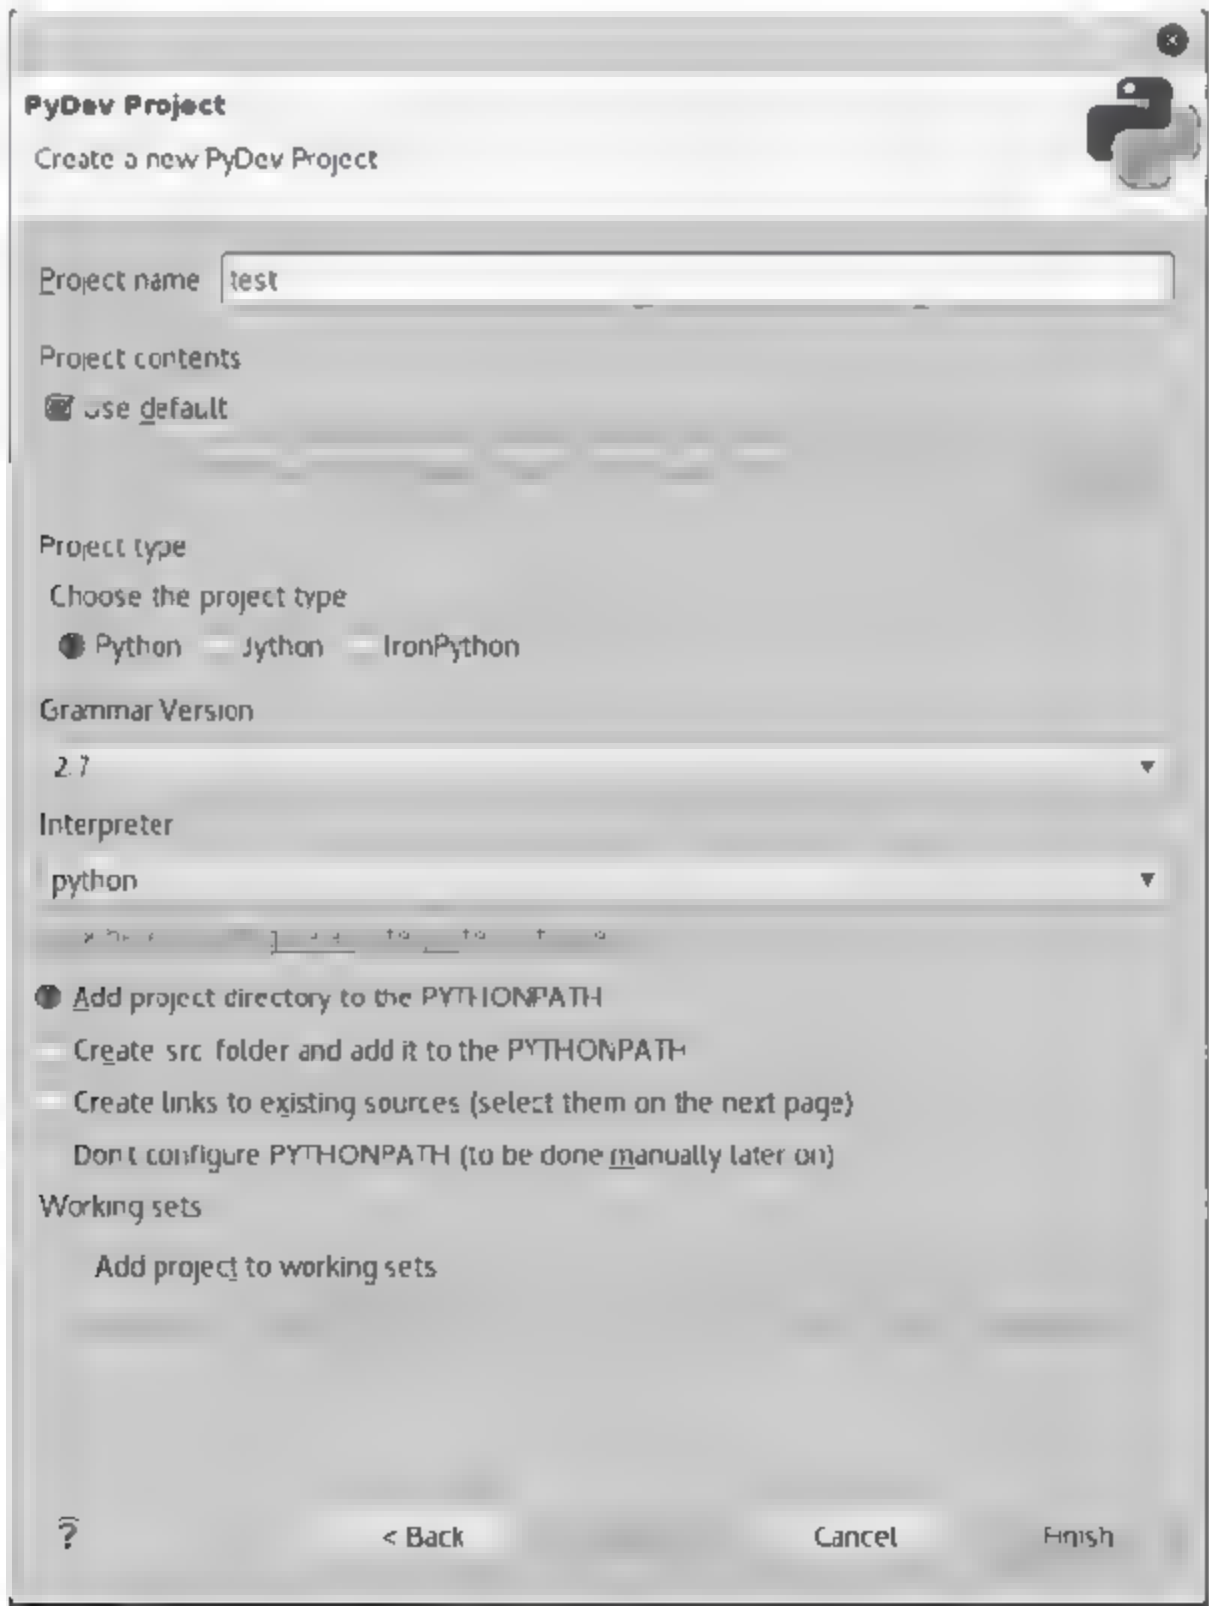 PyDev Project
Create a new PyDev Project
Project name test
Project contents
Use default
Project type
Choose the project type
Python Jython IronPython
Grammar Version
2.7
Interpreter
python
Add project directory to the PYTHONPATH
Create src folder and add it to the PYTHONPATH
Create links to existing sources (select them on the next page)
Don't configure PYTHONPATH (to be done manually later on)
Working sets
Add project to working sets
? < Back Cancel Finish